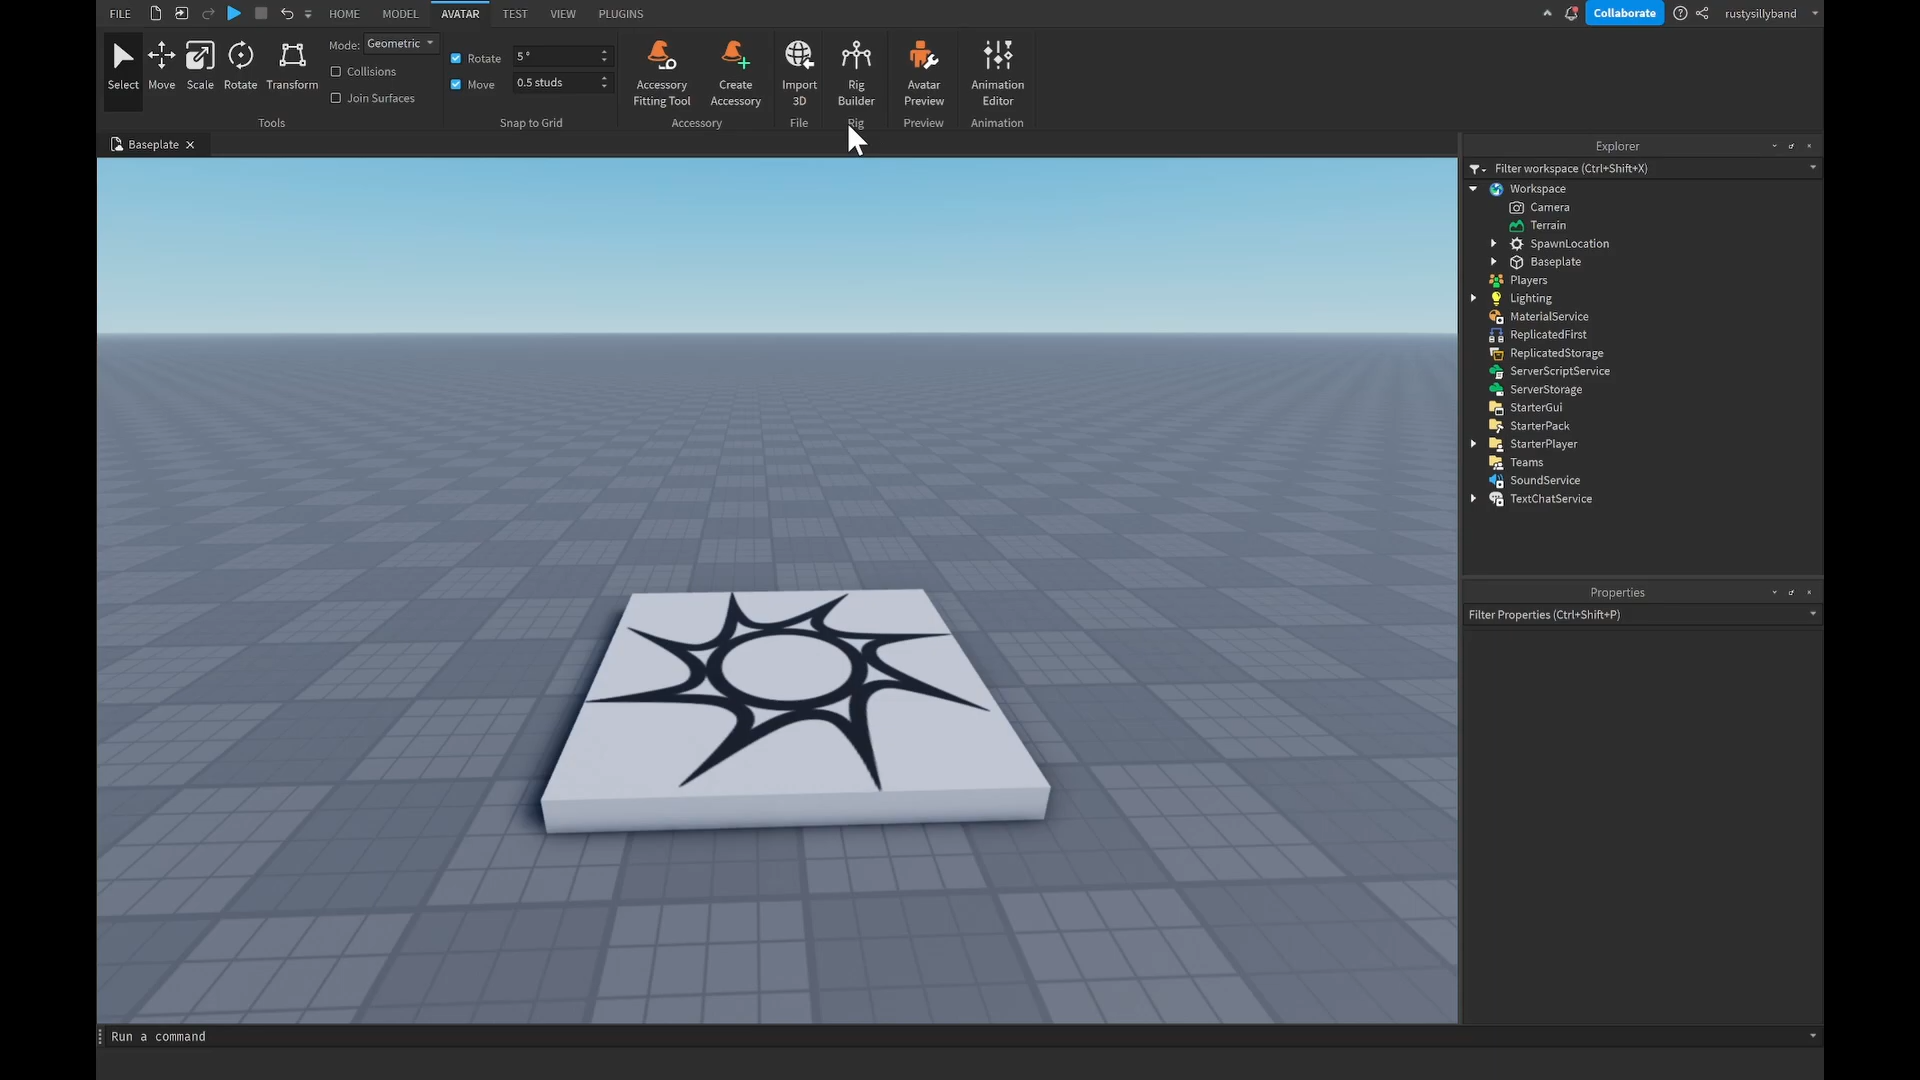 FILE HOME MODEL AVATAR TEST VIEW PLUGINS Collaborate rustysillyband
Select Move Scale Rotate Transform
Mode: Geometric
Collisions
Join Surfaces
Tools
Rotate 5 °
Move 0.5 studs
Snap to Grid
Accessory Fitting Tool
Create Accessory
Accessory
Import 3D
File
Rig Builder
Rig
Avatar Preview
Preview
Animation Editor
Animation
Baseplate
Explorer
Filter workspace (Ctrl+Shift+X)
Workspace
Camera
Terrain
SpawnLocation
Baseplate
Players
Lighting
MaterialService
ReplicatedFirst
ReplicatedStorage
ServerScriptService
ServerStorage
StarterGui
StarterPack
StarterPlayer
Teams
SoundService
TextChatService
Properties
Filter Properties (Ctrl+Shift+P)
Run a command